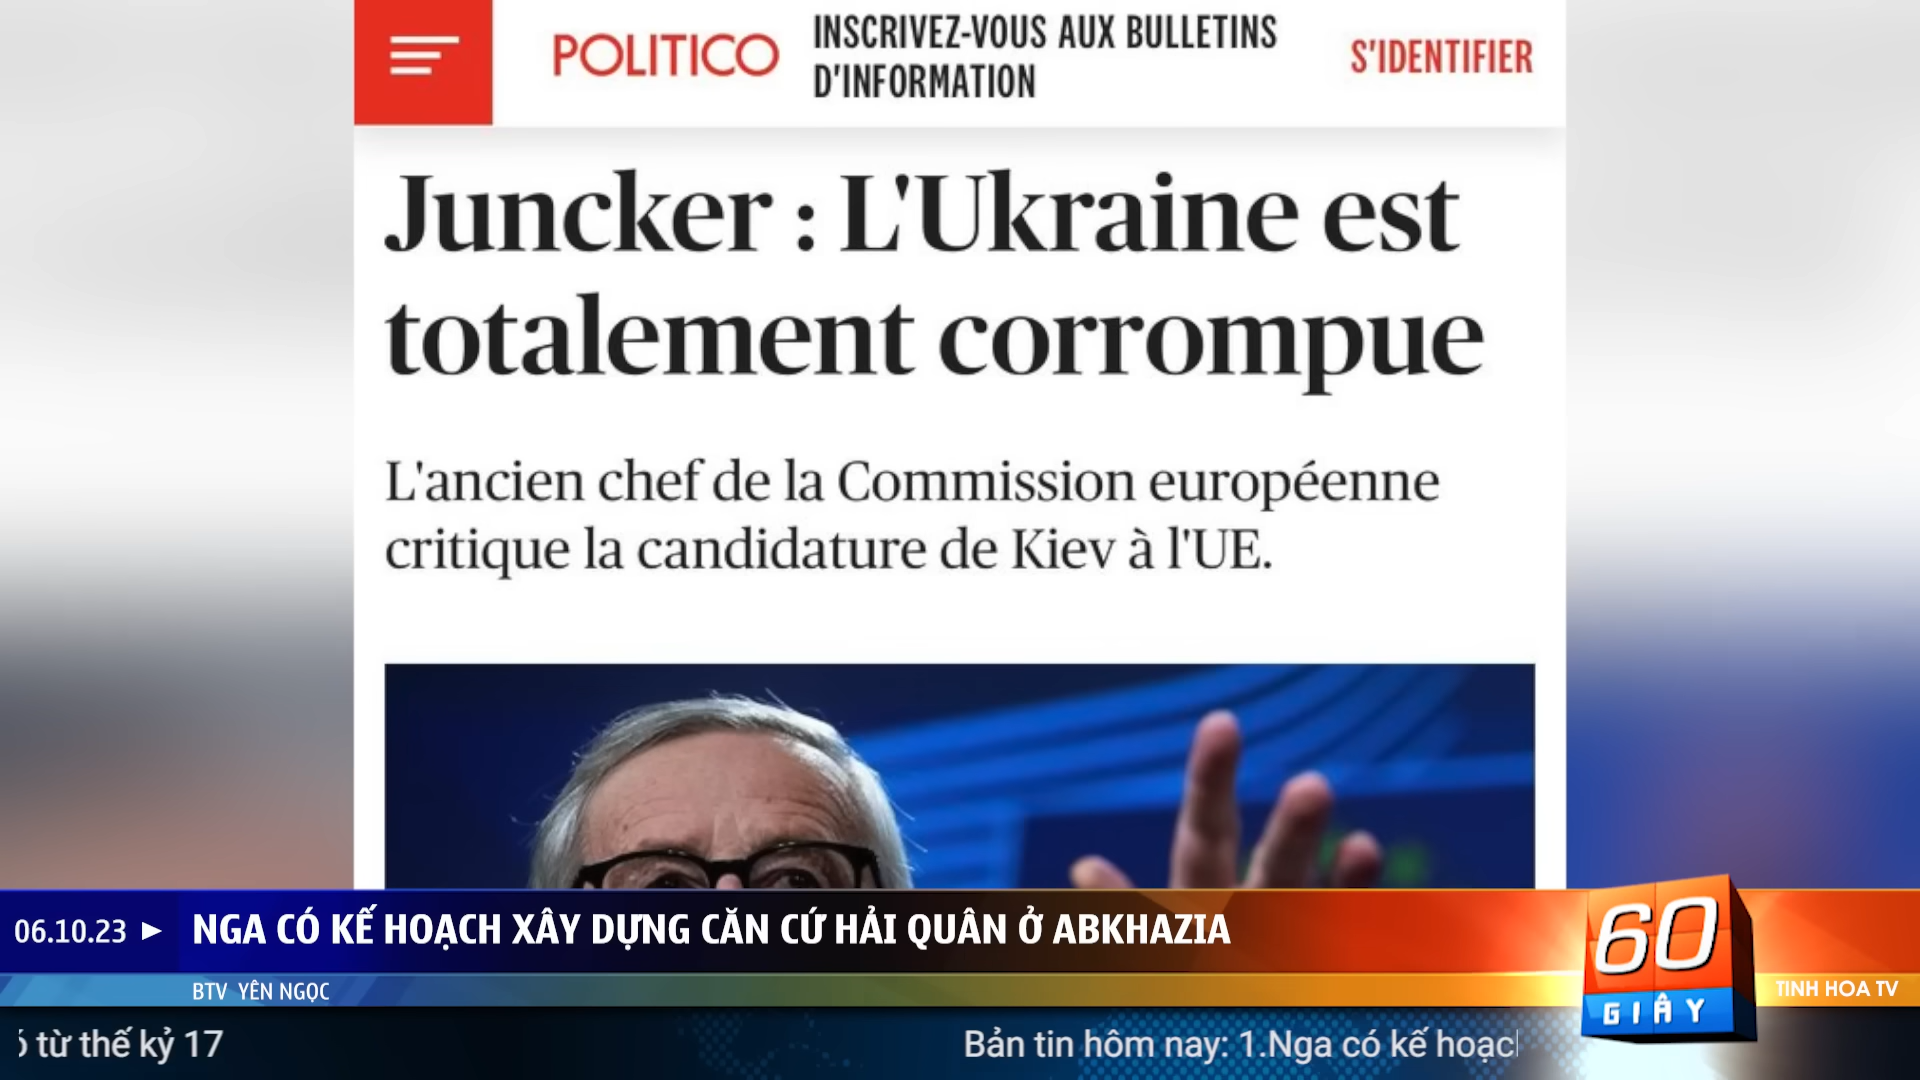 POLITICO
INSCRIVEZ-VOUS AUX BULLETINS
D'INFORMATION
S'IDENTIFIER
Juncker : L'Ukraine est
totalement corrompue
L'ancien chef de la Commission européenne
critique la candidature de Kiev à l'UE.
06.10.23
NGA CÓ KẾ HOẠCH XÂY DỰNG CĂN CỨ HẢI QUÂN Ở ABKHAZIA
BTV YÊN NGỌC
60
GIÂY
TINH HOA TV
từ thế kỷ 17
Bản tin hôm nay: 1.Nga có kế hoạc